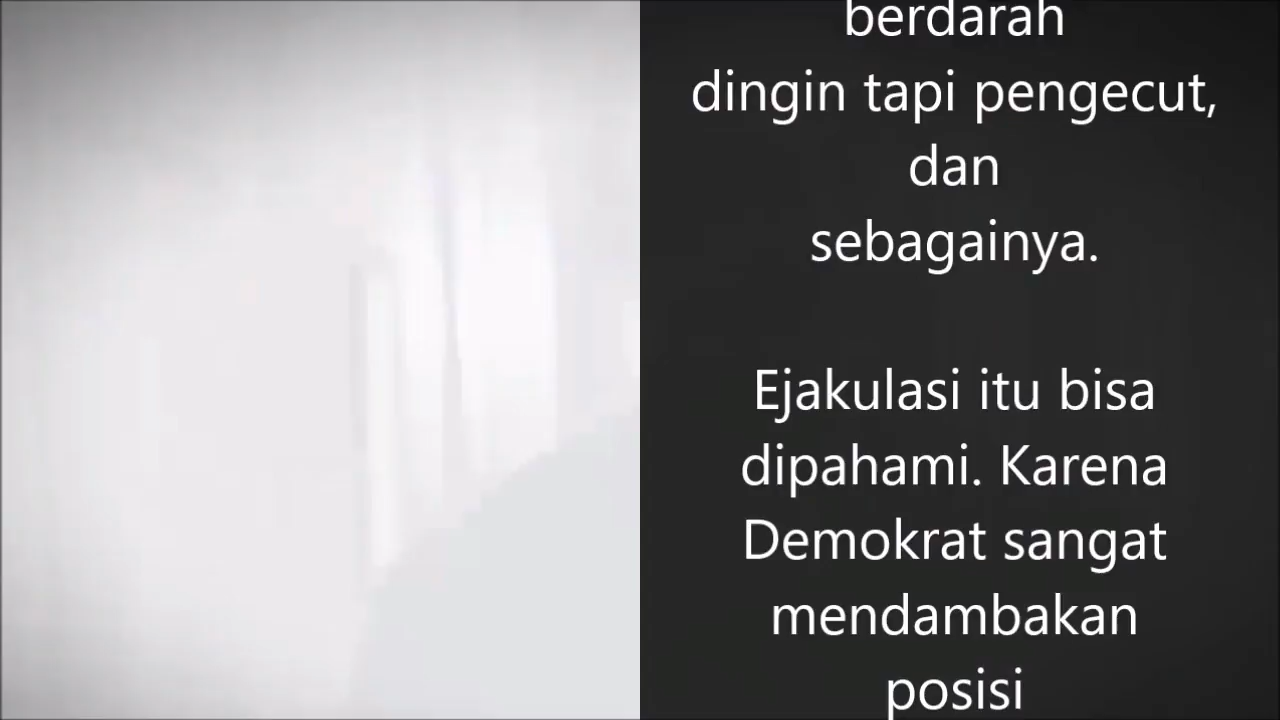 berdarah
dingin tapi pengecut,
dan
sebagainya.
Ejakulasi itu bisa
dipahami. Karena
Demokrat sangat
mendambakan
posisi